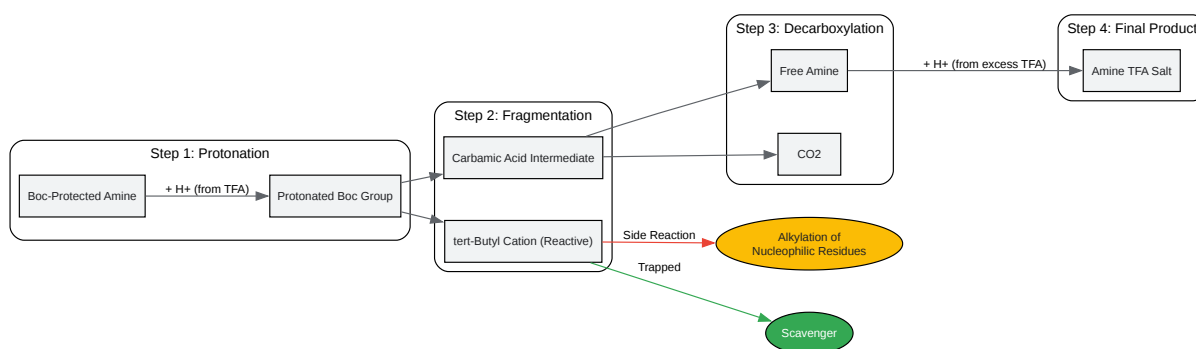 Step 1: Protonation
Boc-Protected Amine
+ H+ (from TFA)
Protonated Boc Group
Step 2: Fragmentation
Carbamic Acid Intermediate
tert-Butyl Cation (Reactive)
Step 3: Decarboxylation
Free Amine
CO2
+ H+ (from excess TFA)
Step 4: Final Product
Amine TFA Salt
Side Reaction
Alkylation of
Nucleophilic Residues
Trapped
Scavenger